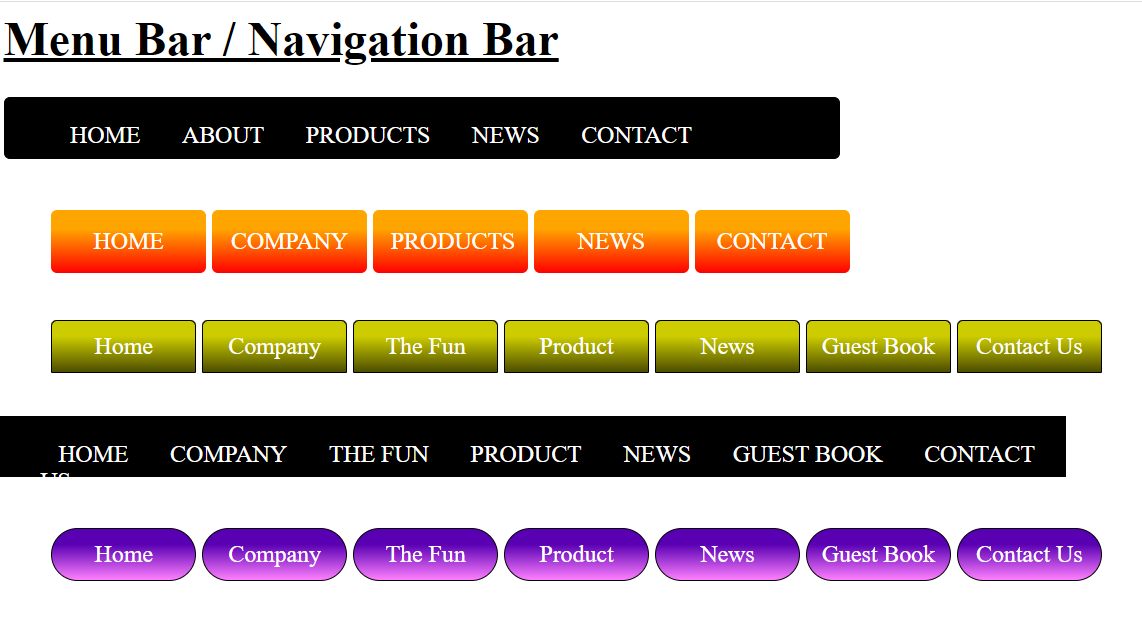 Menu Bar / Navigation Bar
HOME ABOUT PRODUCTS NEWS CONTACT
HOME COMPANY PRODUCTS NEWS CONTACT
Home Company The Fun Product News Guest Book Contact Us
HOME COMPANY THE FUN PRODUCT NEWS GUEST BOOK CONTACT
US
Home Company The Fun Product News Guest Book Contact Us